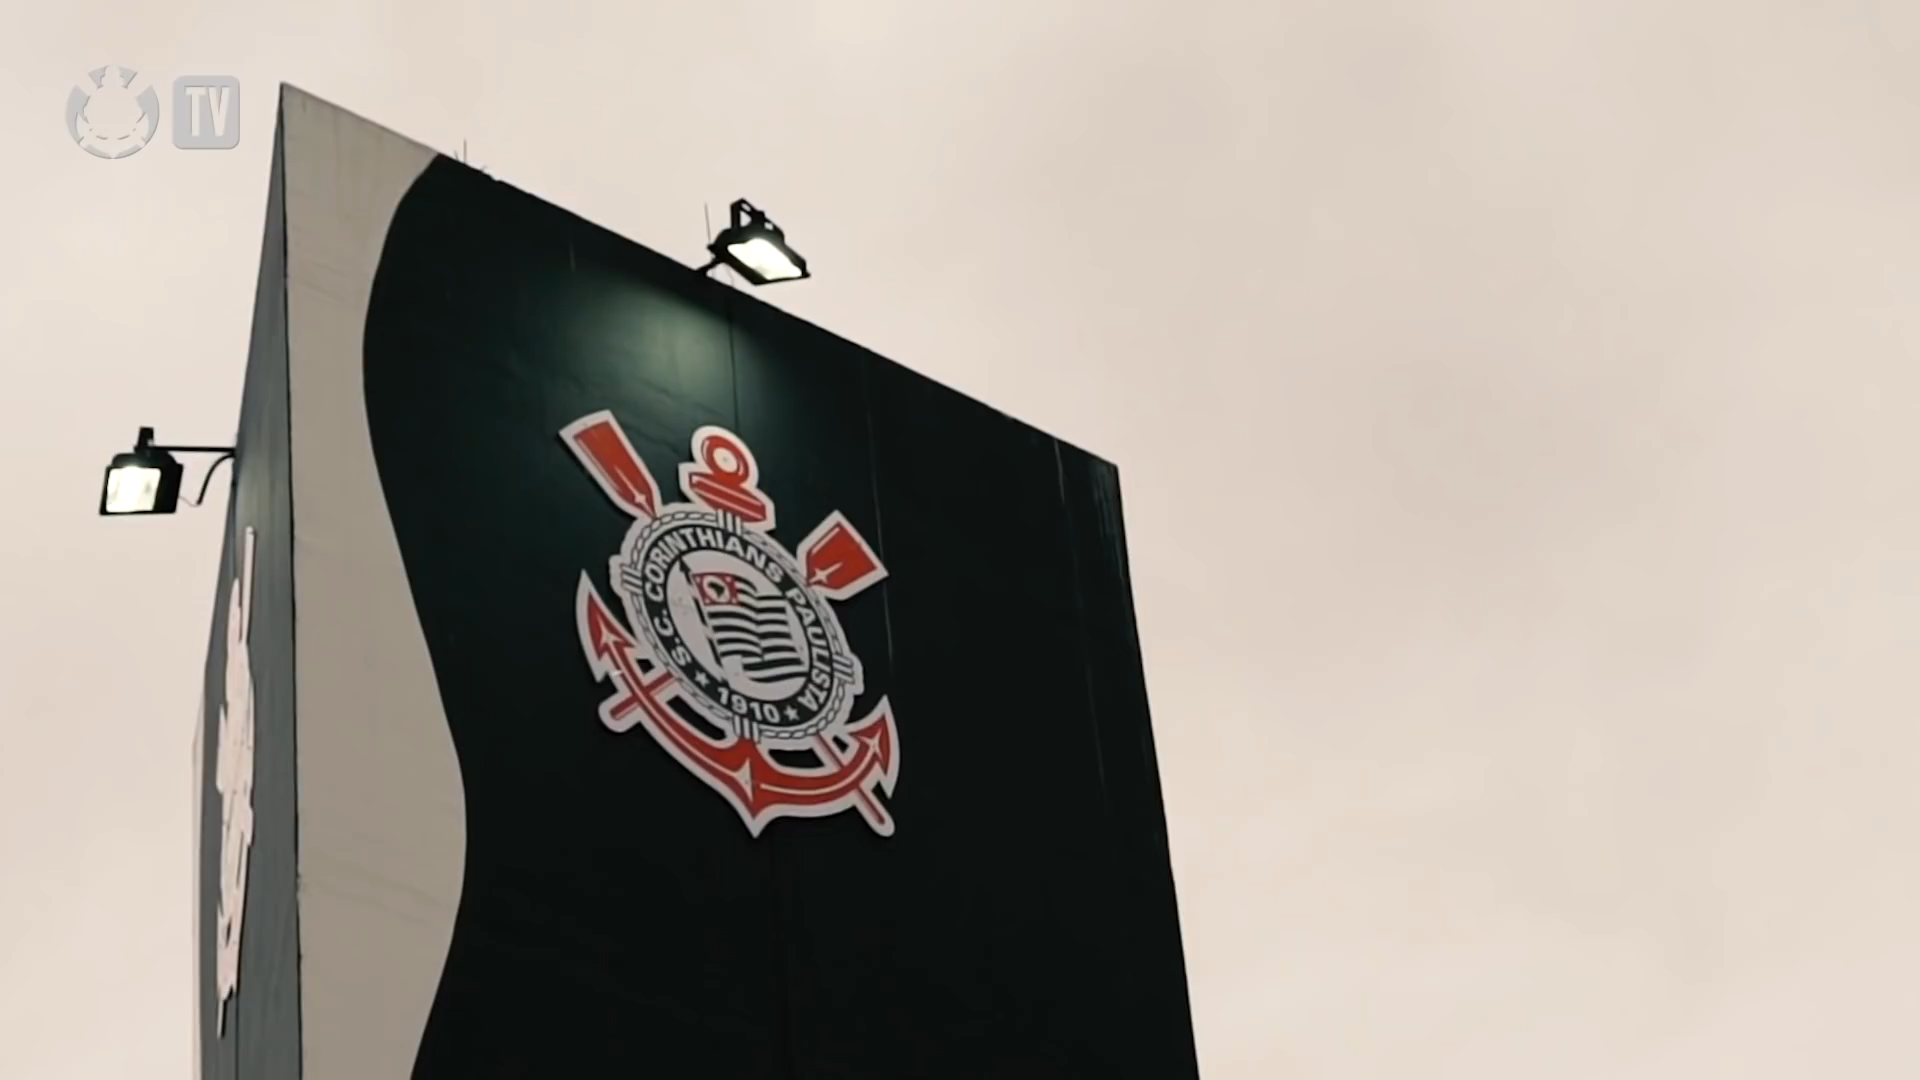 TV
S.C. CORINTHIANS PAULISTA
★ 1910 ★